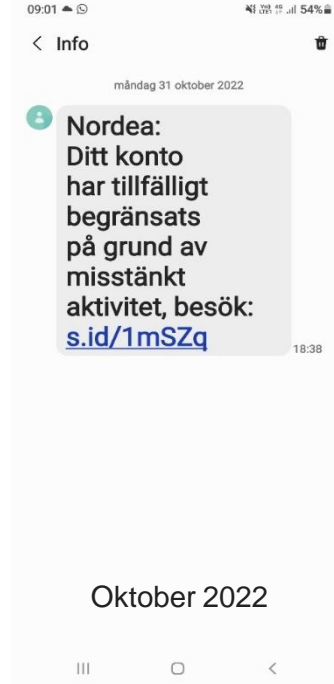 09:01
54%
Info
måndag 31 oktober 2022
Nordea:
Ditt konto
har tillfälligt
begränsats
på grund av
misstänkt
aktivitet, besök:
s.id/1mSZq
18:38
Oktober 2022